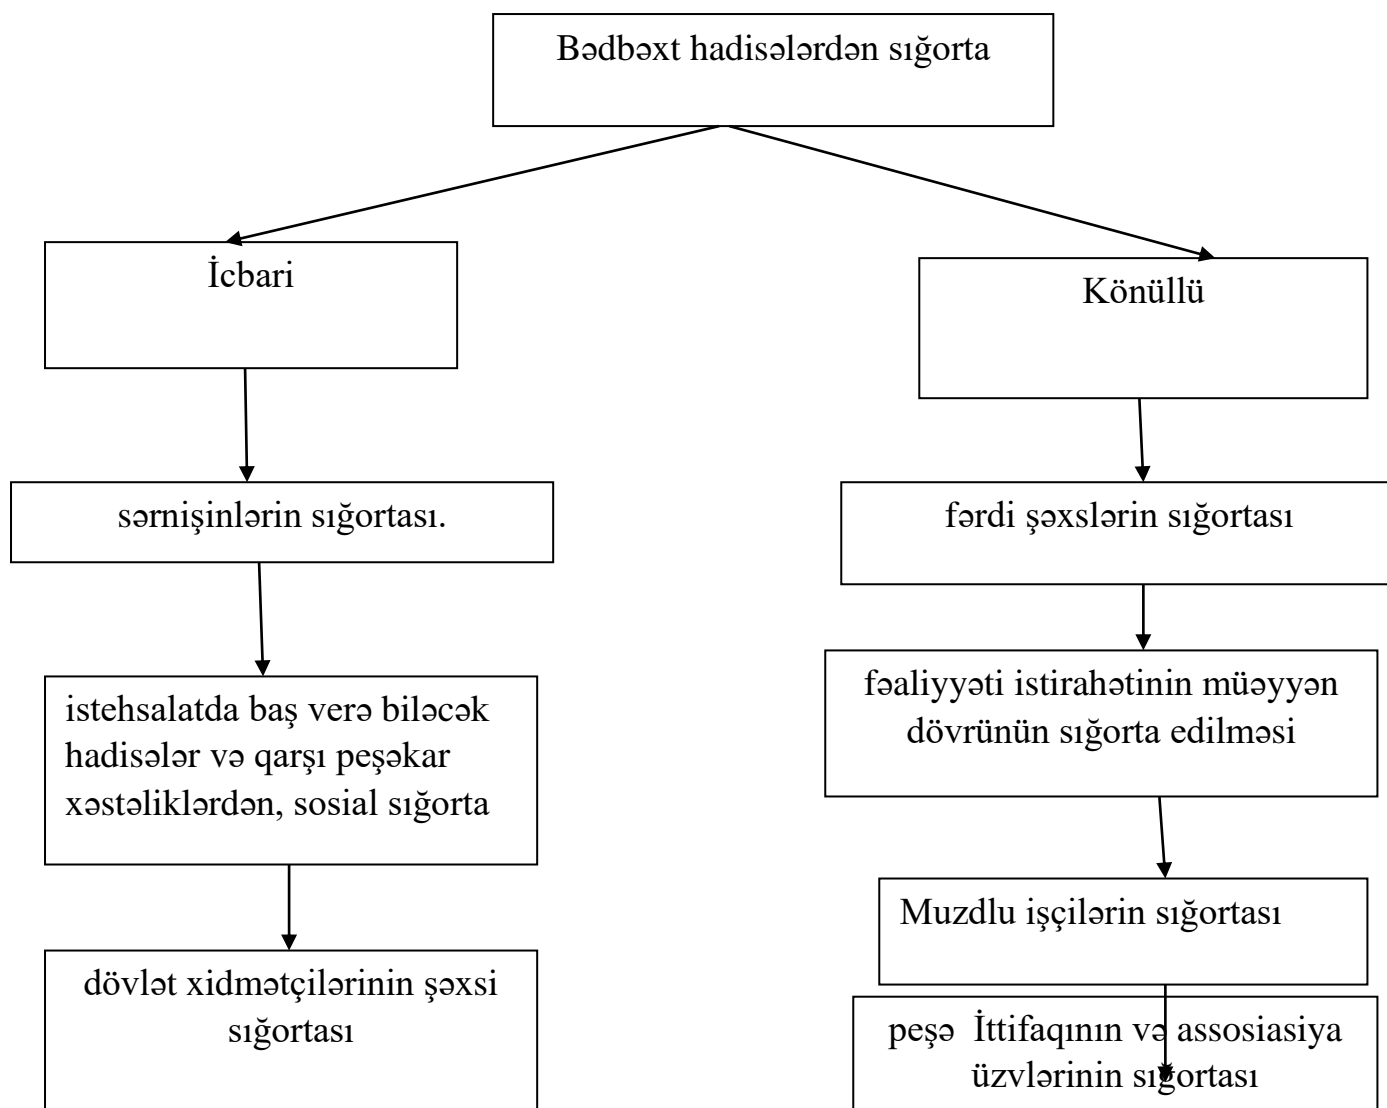 Bədbəxt hadisələrdən sığorta
İcbari
Könüllü
sərnişinlərin sığortası.
fərdi şəxslərin sığortası
istehsalatda baş verə biləcək
hadisələr və qarşı peşəkar
xəstəliklərdən, sosial sığorta
fəaliyyəti istirahətinin müəyyən
dövrünün sığorta edilməsi
Muzdlu işçilərin sığortası
dövlət xidmətçilərinin şəxsi
sığortası
peşə İttifaqının və assosiasiya
üzvlərinin sığortası